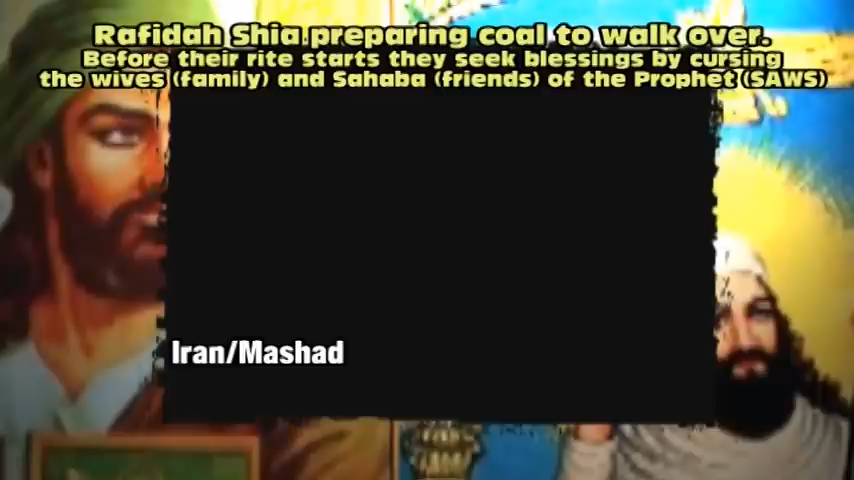 Rafidah Shia preparing coal to walk over.
Before their rite starts they seek blessings by cursing
the wives (family) and Sahaba (friends) of the Prophet (SAWS)
Iran/Mashad